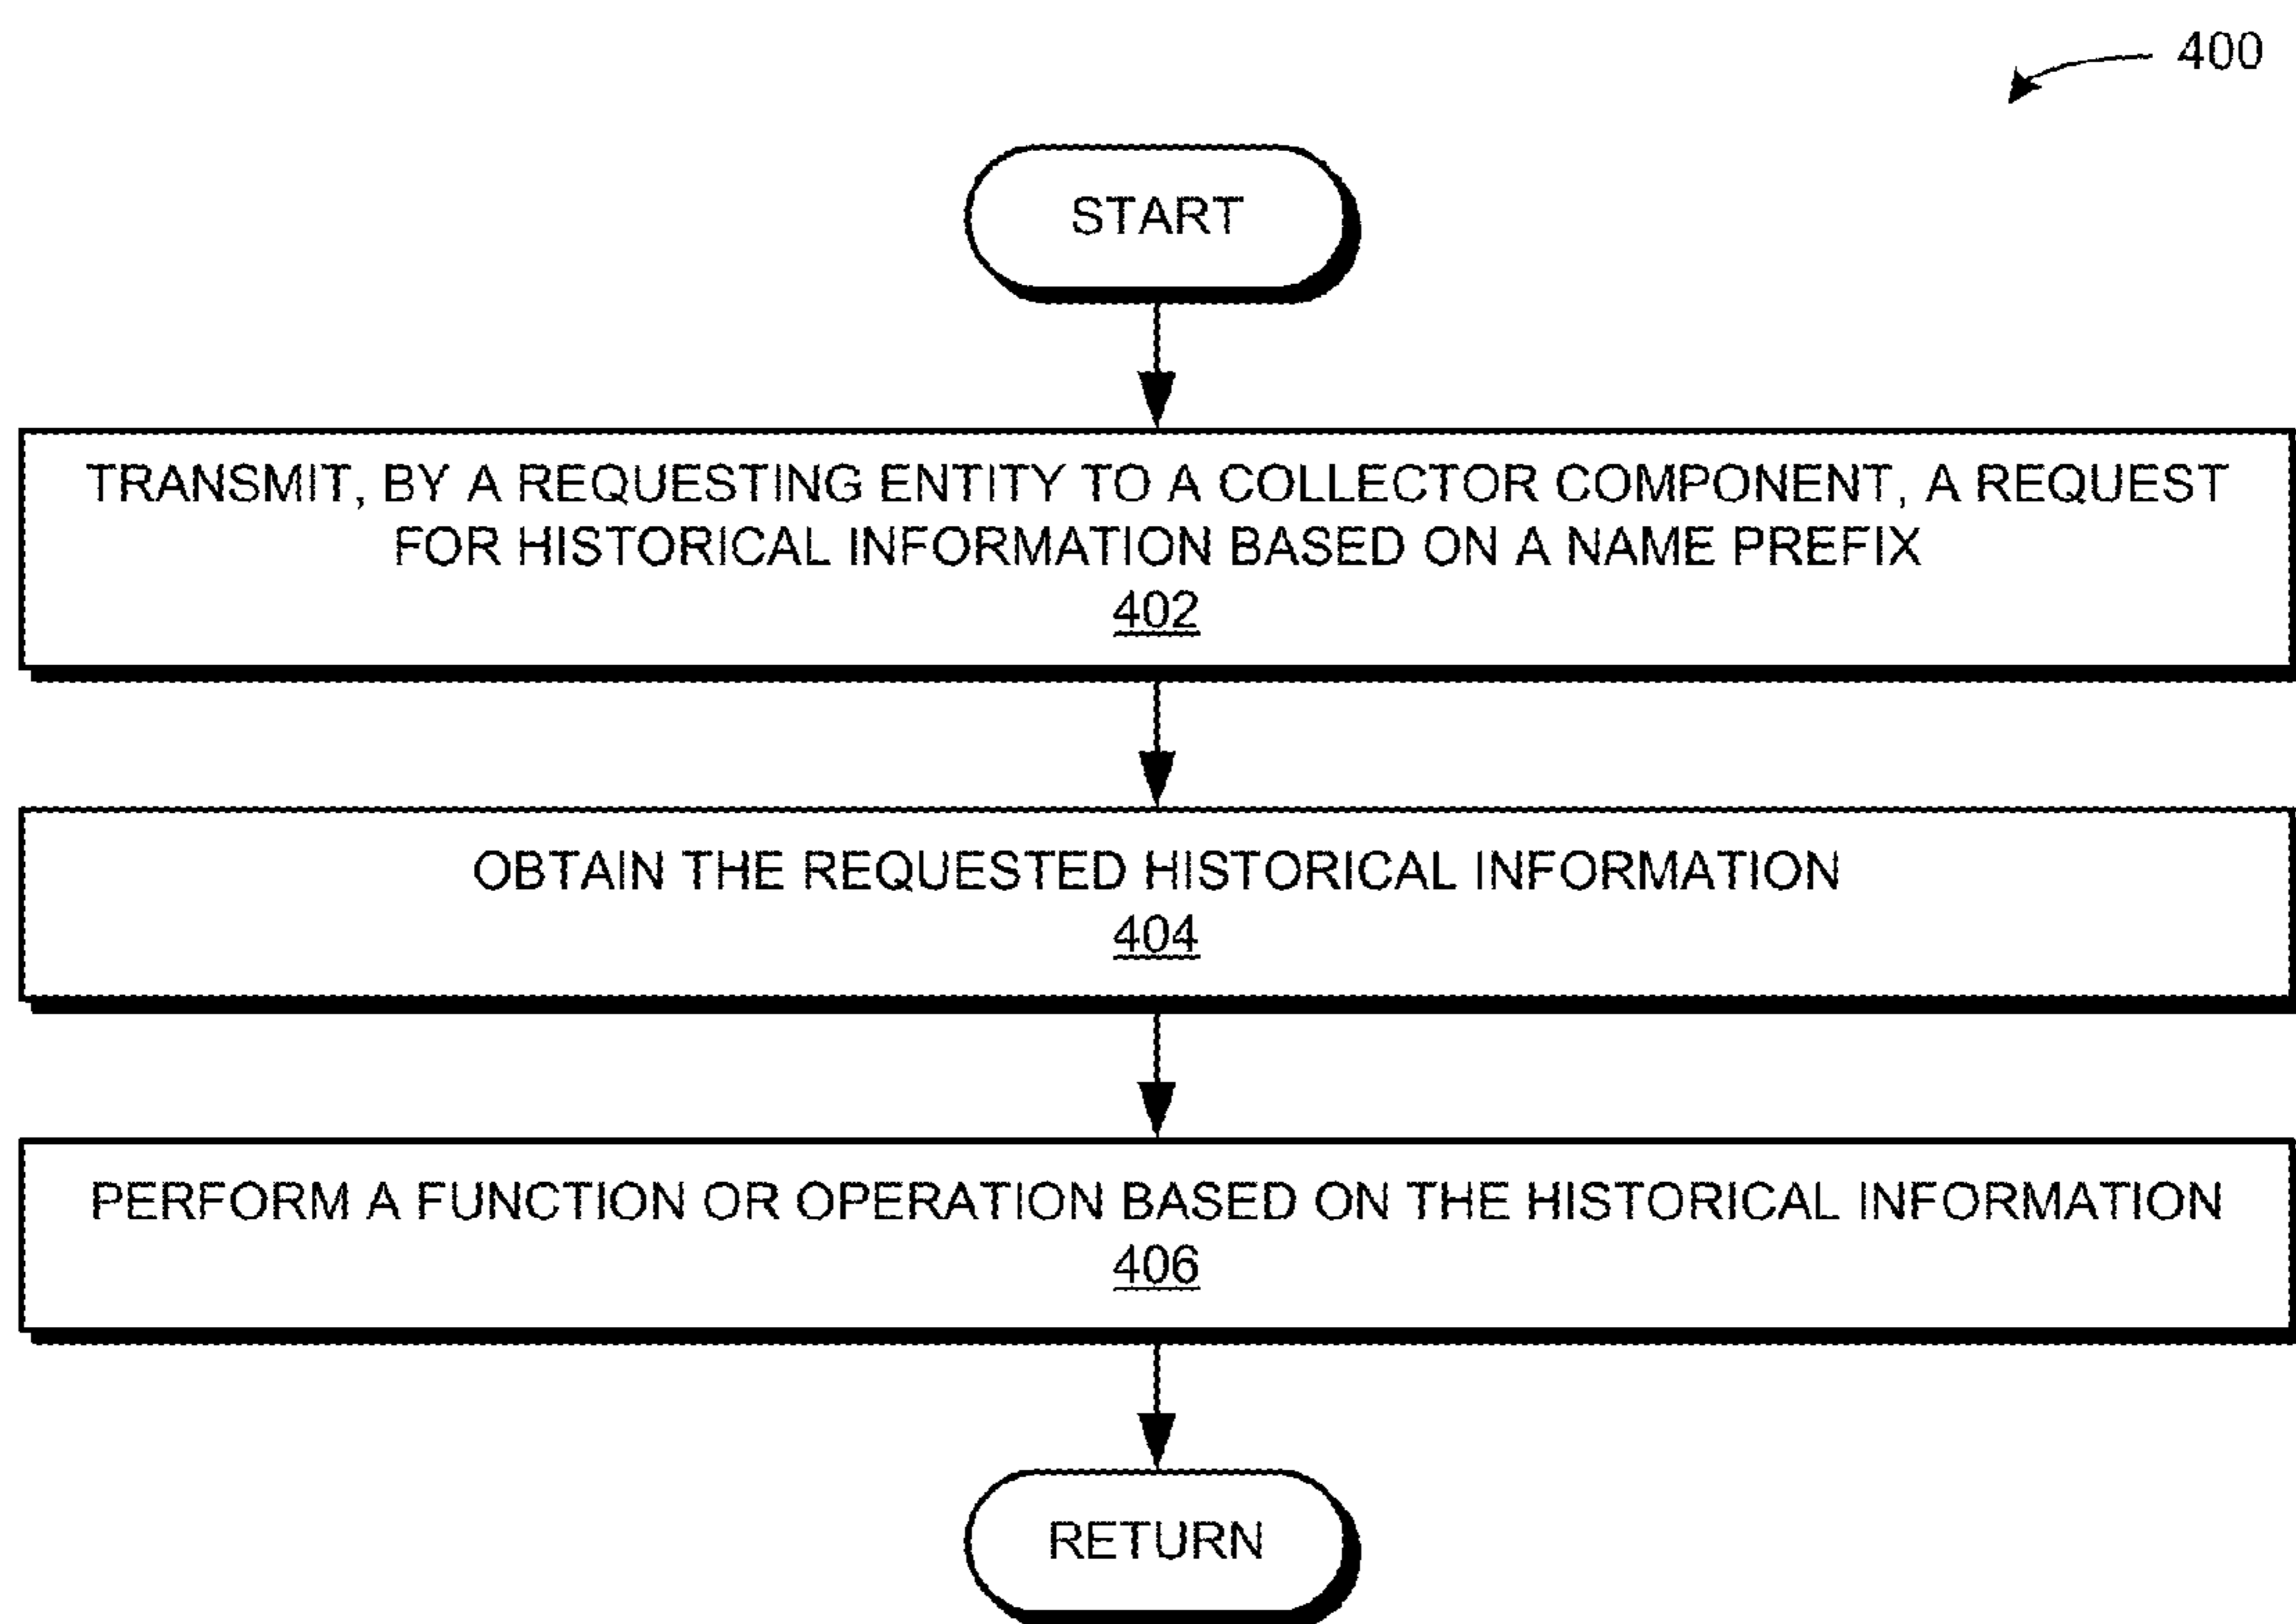 400
START
TRANSMIT, BY A REQUESTING ENTITY TO A COLLECTOR COMPONENT, A REQUEST
FOR HISTORICAL INFORMATION BASED ON A NAME PREFIX
402
OBTAIN THE REQUESTED HISTORICAL INFORMATION
404
PERFORM A FUNCTION OR OPERATION BASED ON THE HISTORICAL INFORMATION
406
RETURN